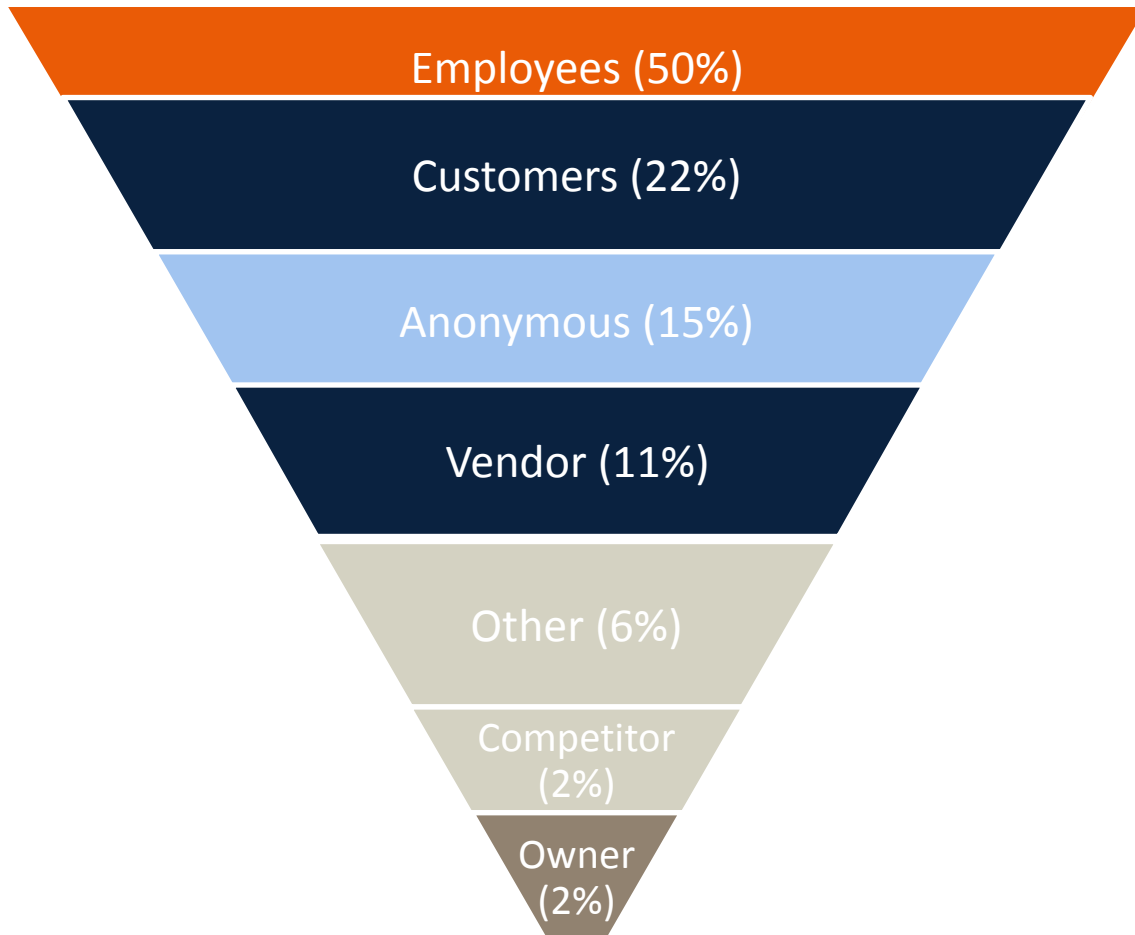 Employees (50%)
Customers (22%)
Anonymous (15%)
Vendor (11%)
Other (6%)
Competitor
(2%)
Owner
(2%)